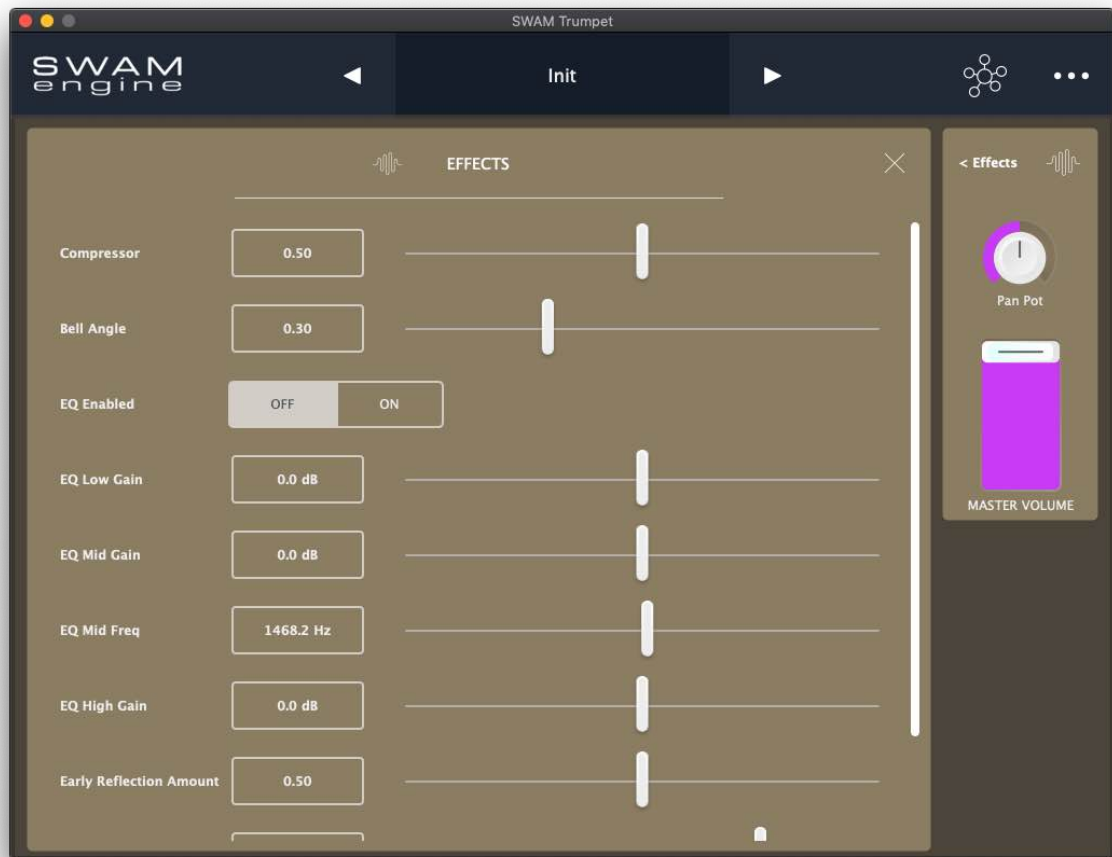 SWAM Trumpet
SWAM
engine
Init
EFFECTS
< Effects
Compressor
0.50
Pan Pot
Bell Angle
0.30
EQ Enabled
OFF
ON
EQ Low Gain
0.0 dB
MASTER VOLUME
EQ Mid Gain
0.0 dB
EQ Mid Freq
1468.2 Hz
EQ High Gain
0.0 dB
Early Reflection Amount
0.50